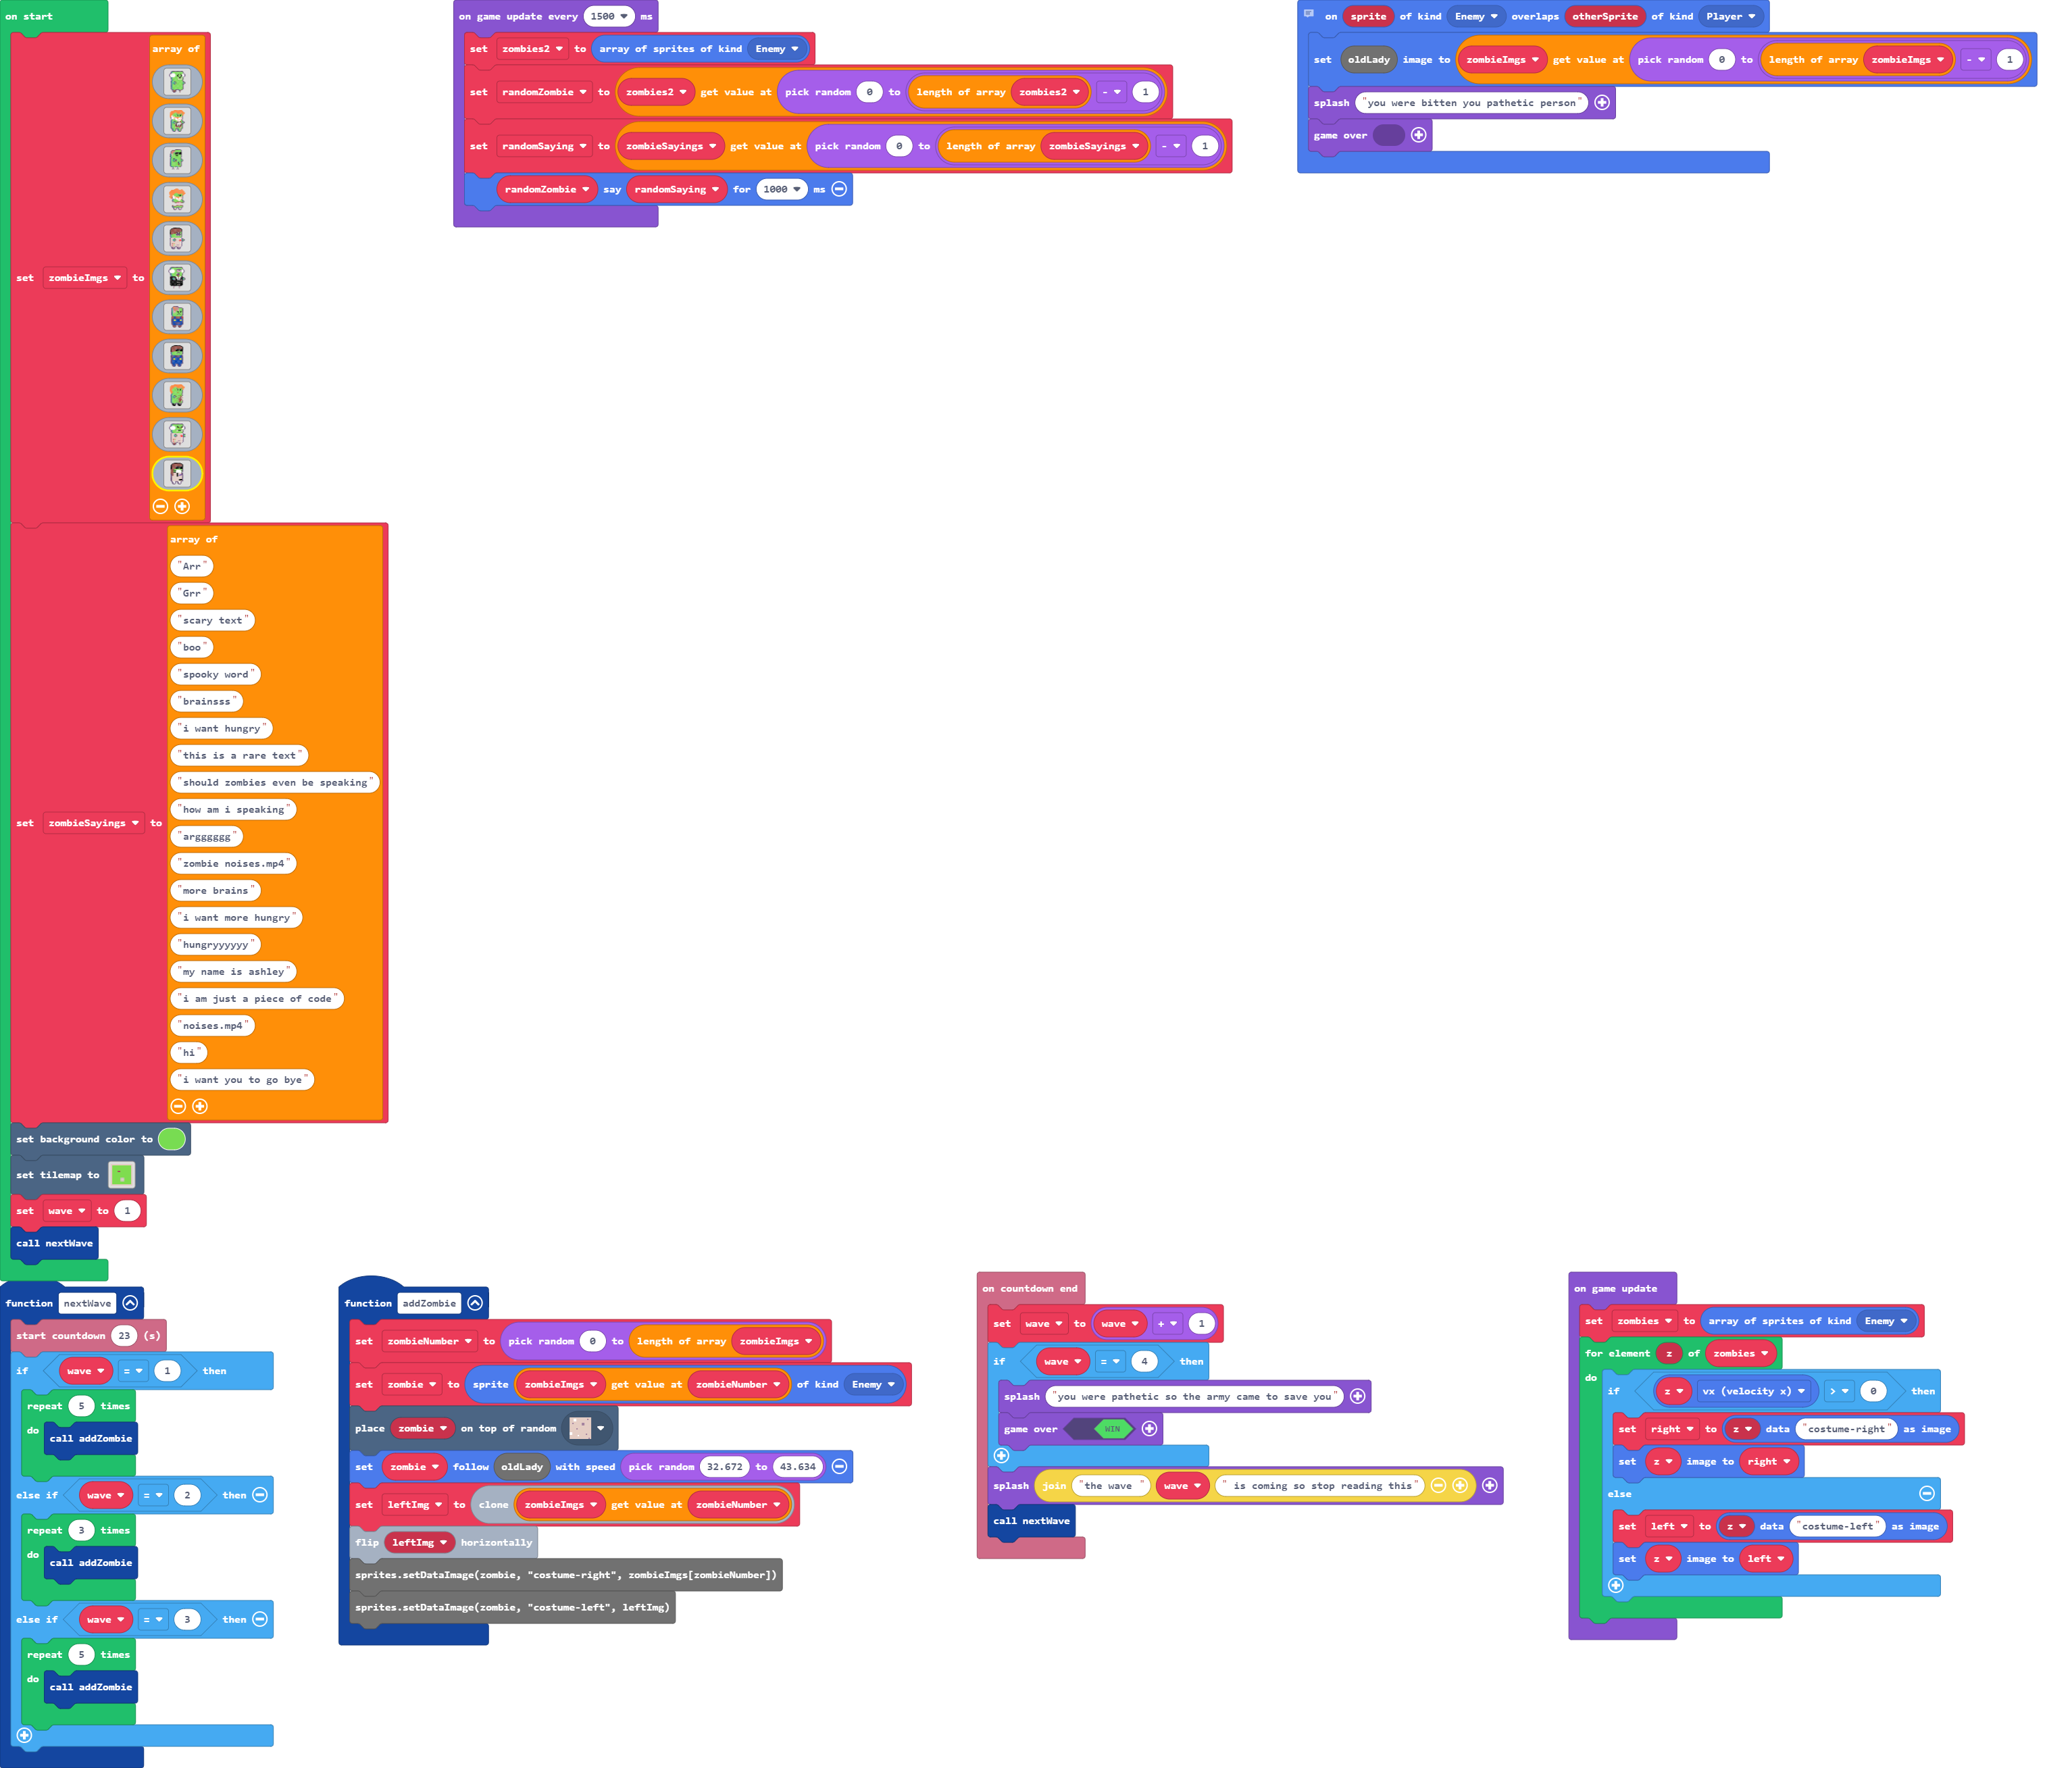 on start
set zombieImgs to array of
set zombieSayings to array of
"Arr"
"Grr"
"scary text"
"boo"
"spooky word"
"brainsss"
"i want hungry"
"this is a rare text"
"should zombies even be speaking"
"how am i speaking"
"argggggg"
"zombie noises.mp4"
"more brains"
"i want more hungry"
"hungryyyyyy"
"my name is ashley"
"i am just a piece of code"
"noises.mp4"
"hi"
"i want you to go bye"
set background color to
set tilemap to
set wave to 1
call nextWave
on game update every 1500 ms
set zombies2 to array of sprites of kind Enemy
set randomZombie to zombies2 get value at pick random 0 to length of array zombies2 - 1
set randomSaying to zombieSayings get value at pick random 0 to length of array zombieSayings - 1
randomZombie say randomSaying for 1000 ms
on sprite of kind Enemy overlaps otherSprite of kind Player
set oldLady image to zombieImgs get value at pick random 0 to length of array zombieImgs - 1
splash "you were bitten you pathetic person"
game over
function nextWave
start countdown 23 (s)
if wave = 1 then
repeat 5 times
do call addZombie
else if wave = 2 then
repeat 3 times
do call addZombie
else if wave = 3 then
repeat 5 times
do call addZombie
function addZombie
set zombieNumber to pick random 0 to length of array zombieImgs
set zombie to sprite zombieImgs get value at zombieNumber of kind Enemy
place zombie on top of random
set zombie follow oldLady with speed pick random 32.672 to 43.634
set leftImg to clone zombieImgs get value at zombieNumber
flip leftImg horizontally
sprites.setDataImage(zombie, "costume-right", zombieImgs[zombieNumber])
sprites.setDataImage(zombie, "costume-left", leftImg)
on countdown end
set wave to wave + 1
if wave = 4 then
splash "you were pathetic so the army came to save you"
game over WIN
splash join "the wave " wave " is coming so stop reading this"
call nextWave
on game update
set zombies to array of sprites of kind Enemy
for element z of zombies
do if z vx (velocity x) > 0 then
set right to z data "costume-right" as image
set z image to right
else
set left to z data "costume-left" as image
set z image to left